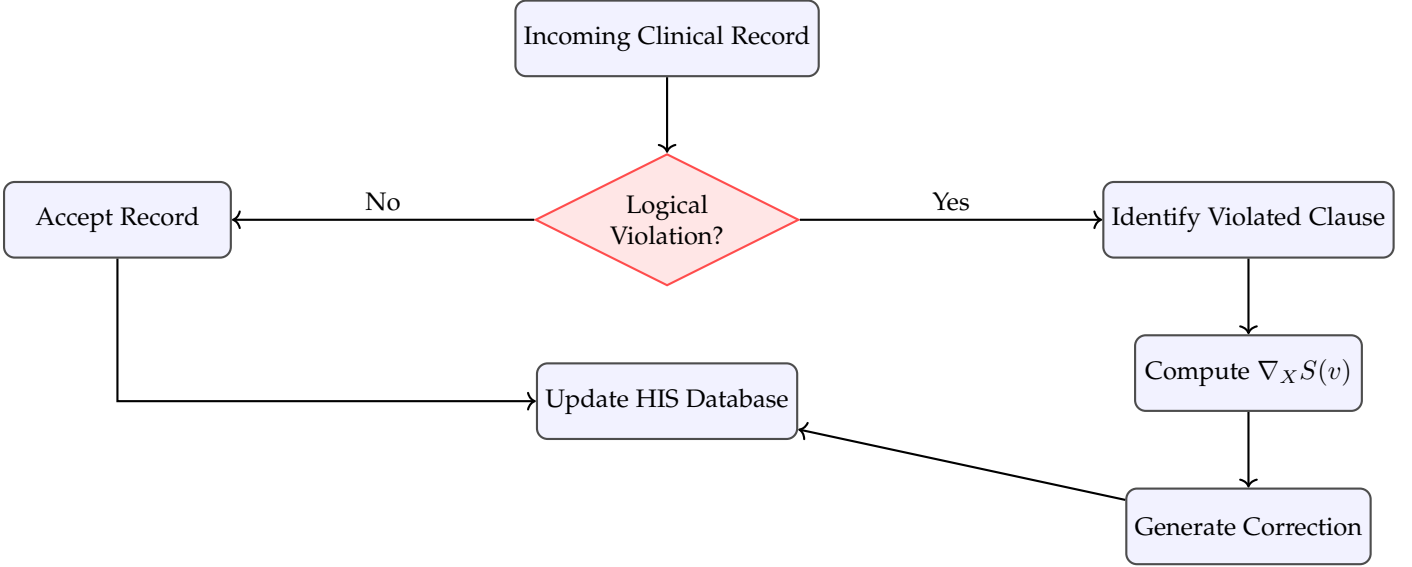 Incoming Clinical Record
Logical
Violation?
No
Yes
Accept Record
Identify Violated Clause
Compute ∇_X S(v)
Update HIS Database
Generate Correction